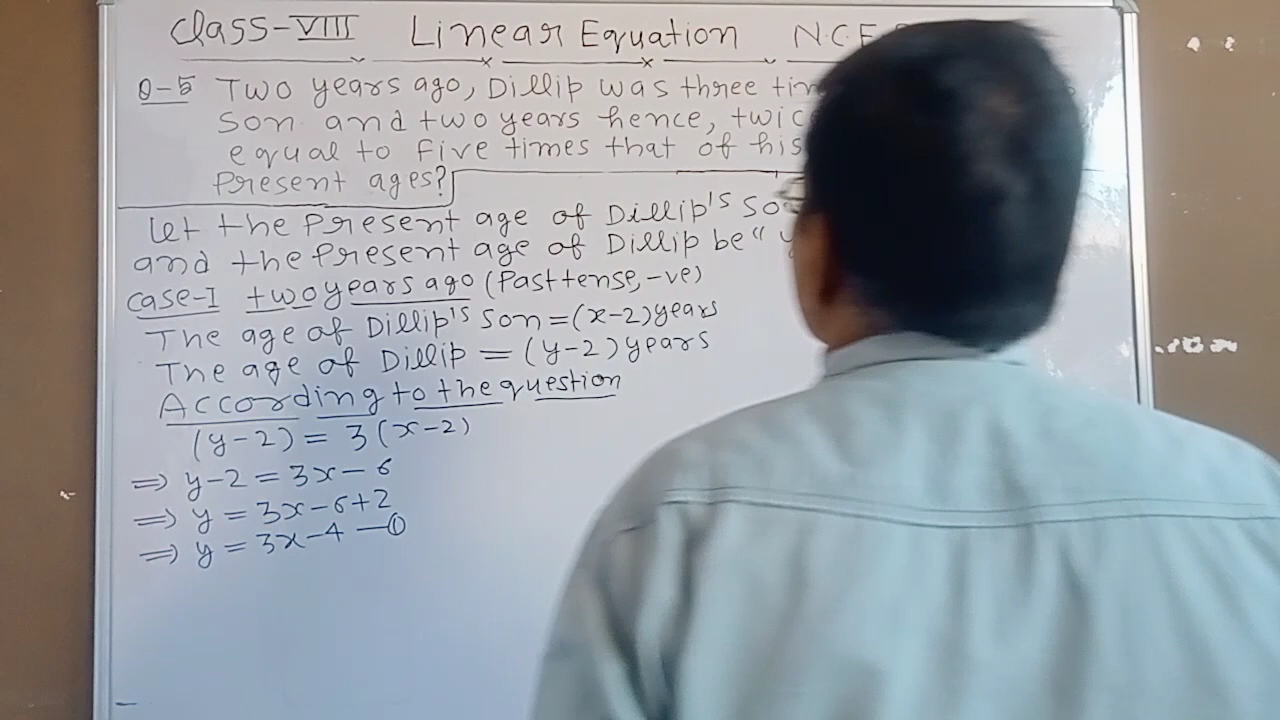 Class-VIII Linear Equation N.C.E
Q-5 Two years ago, Dillip was three
son and two years hence,
equal to five times that of his
Present ages?
Let the Present age of Dillip's
and the Present age of Dillip be "
case-I two years ago (Past tense, -ve)
The age of Dillip's son=(x-2)years
The age of Dillip = (y-2) years
According to the question
(y-2) = 3(x-2)
⇒ y-2 = 3x-6
⇒ y = 3x-6+2
⇒ y = 3x-4 —①